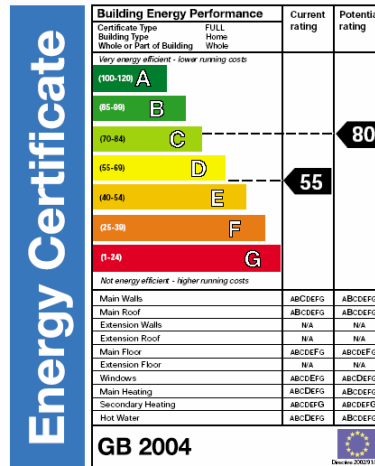 Energy Certificate
Building Energy Performance
Certificate Type FULL
Building Type Home
Whole or Part of Building Whole
Current rating
Potential rating
Very energy efficient - lower running costs
(100-120) A
(85-99) B
(70-84) C
80
(55-69) D
55
(40-54) E
(25-39) F
(1-24) G
Not energy efficient - higher running costs
Main Walls ABCDEFG ABCDEFG
Main Roof ABCDEFG ABCDEFG
Extension Walls N/A N/A
Extension Roof N/A N/A
Main Floor ABCDEFG ABCDEFG
Extension Floor N/A N/A
Windows ABCDEFG ABCDEFG
Main Heating ABCDEFG ABCDEFG
Secondary Heating ABCDEFG ABCDEFG
Hot Water ABCDEFG ABCDEFG
GB 2004